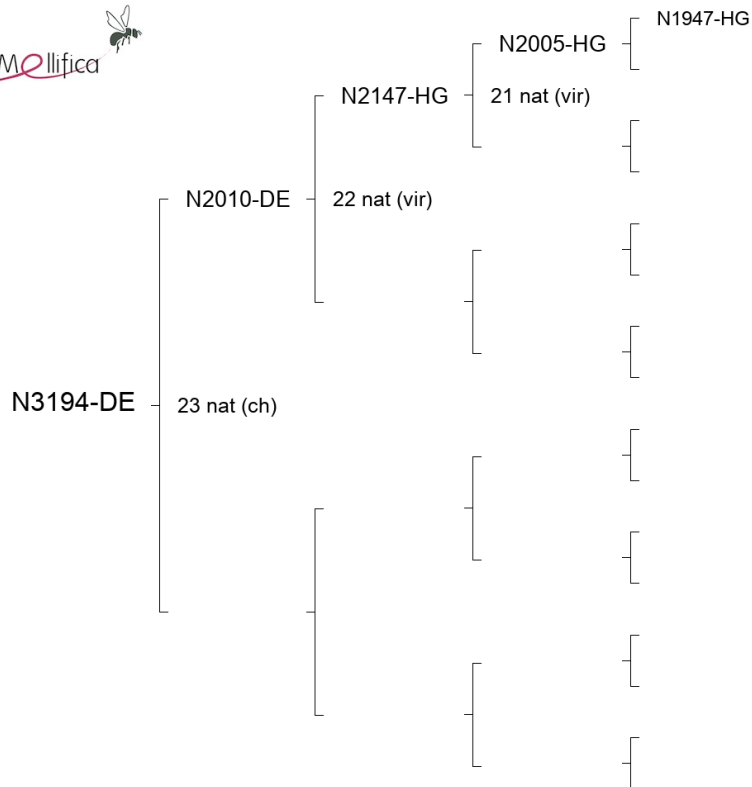 Mellifica
N1947-HG
N2005-HG
N2147-HG
21 nat (vir)
N2010-DE
22 nat (vir)
N3194-DE
23 nat (ch)